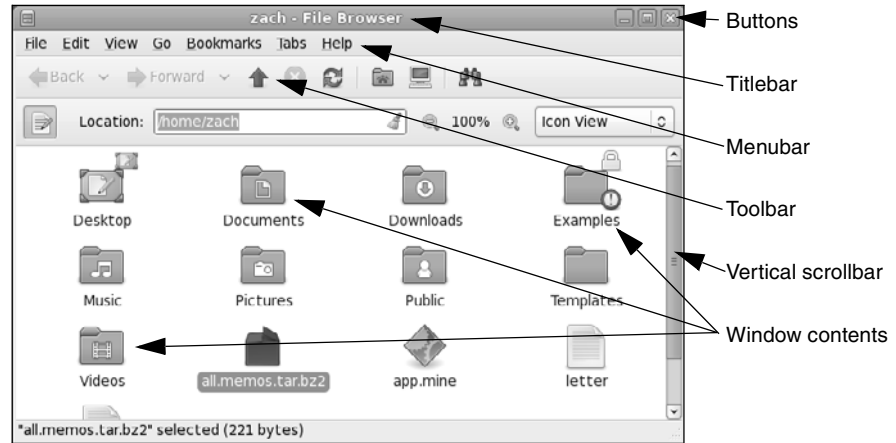 zach - File Browser
Buttons
File Edit View Go Bookmarks Tabs Help
Titlebar
Back Forward
Location: /home/zach 100% Icon View
Menubar
Toolbar
Desktop Documents Downloads Examples
Vertical scrollbar
Music Pictures Public Templates
Window contents
Videos all.memos.tar.bz2 app.mine letter
"all.memos.tar.bz2" selected (221 bytes)